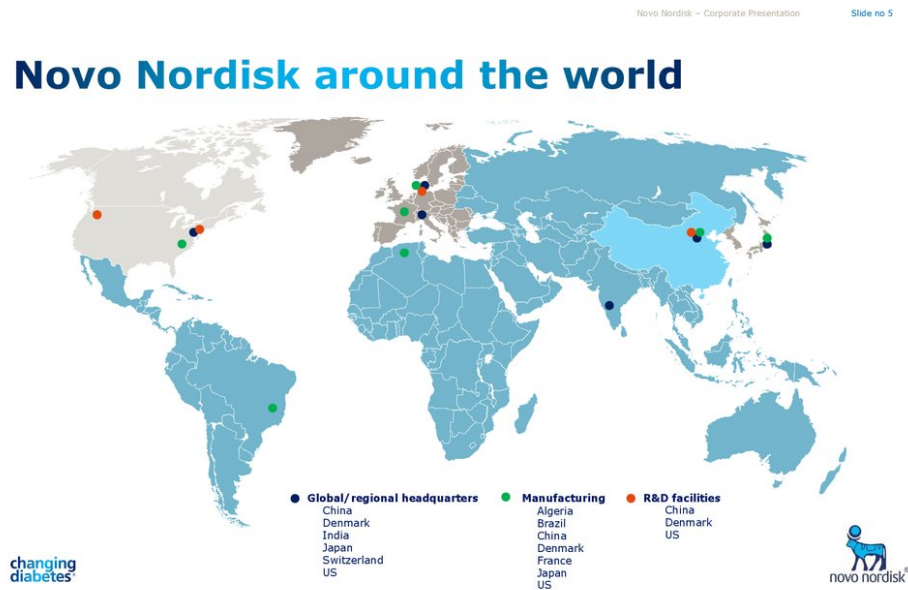 Novo Nordisk – Corporate Presentation Slide no 5
Novo Nordisk around the world
Global/regional headquarters
China
Denmark
India
Japan
Switzerland
US
Manufacturing
Algeria
Brazil
China
Denmark
France
Japan
US
R&D facilities
China
Denmark
US
changing
diabetes®
novo nordisk®